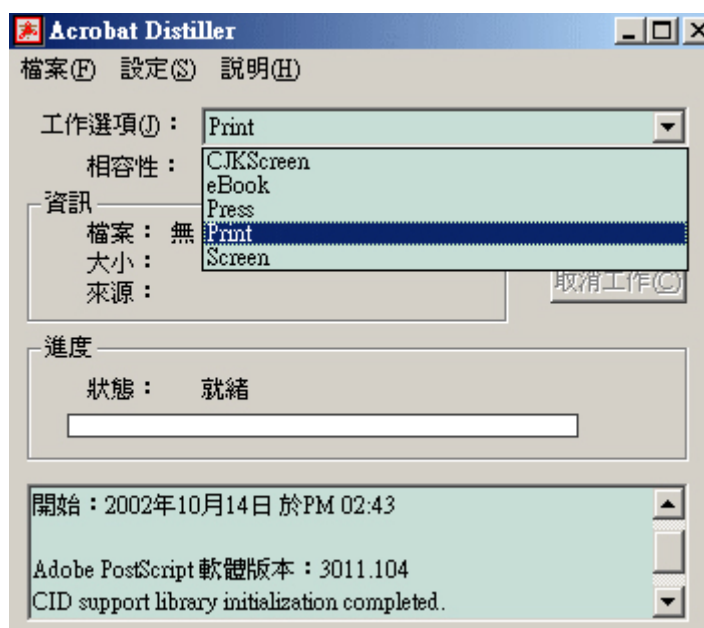 Acrobat Distiller
檔案(F) 設定(S) 說明(H)
工作選項(J)： Print
相容性：
CJKScreen
eBook
Press
Print
Screen
資訊
檔案： 無
大小：
來源：
取消工作(C)
進度
狀態： 就緒
開始：2002年10月14日 於PM 02:43
Adobe PostScript 軟體版本：3011.104
CID support library initialization completed.